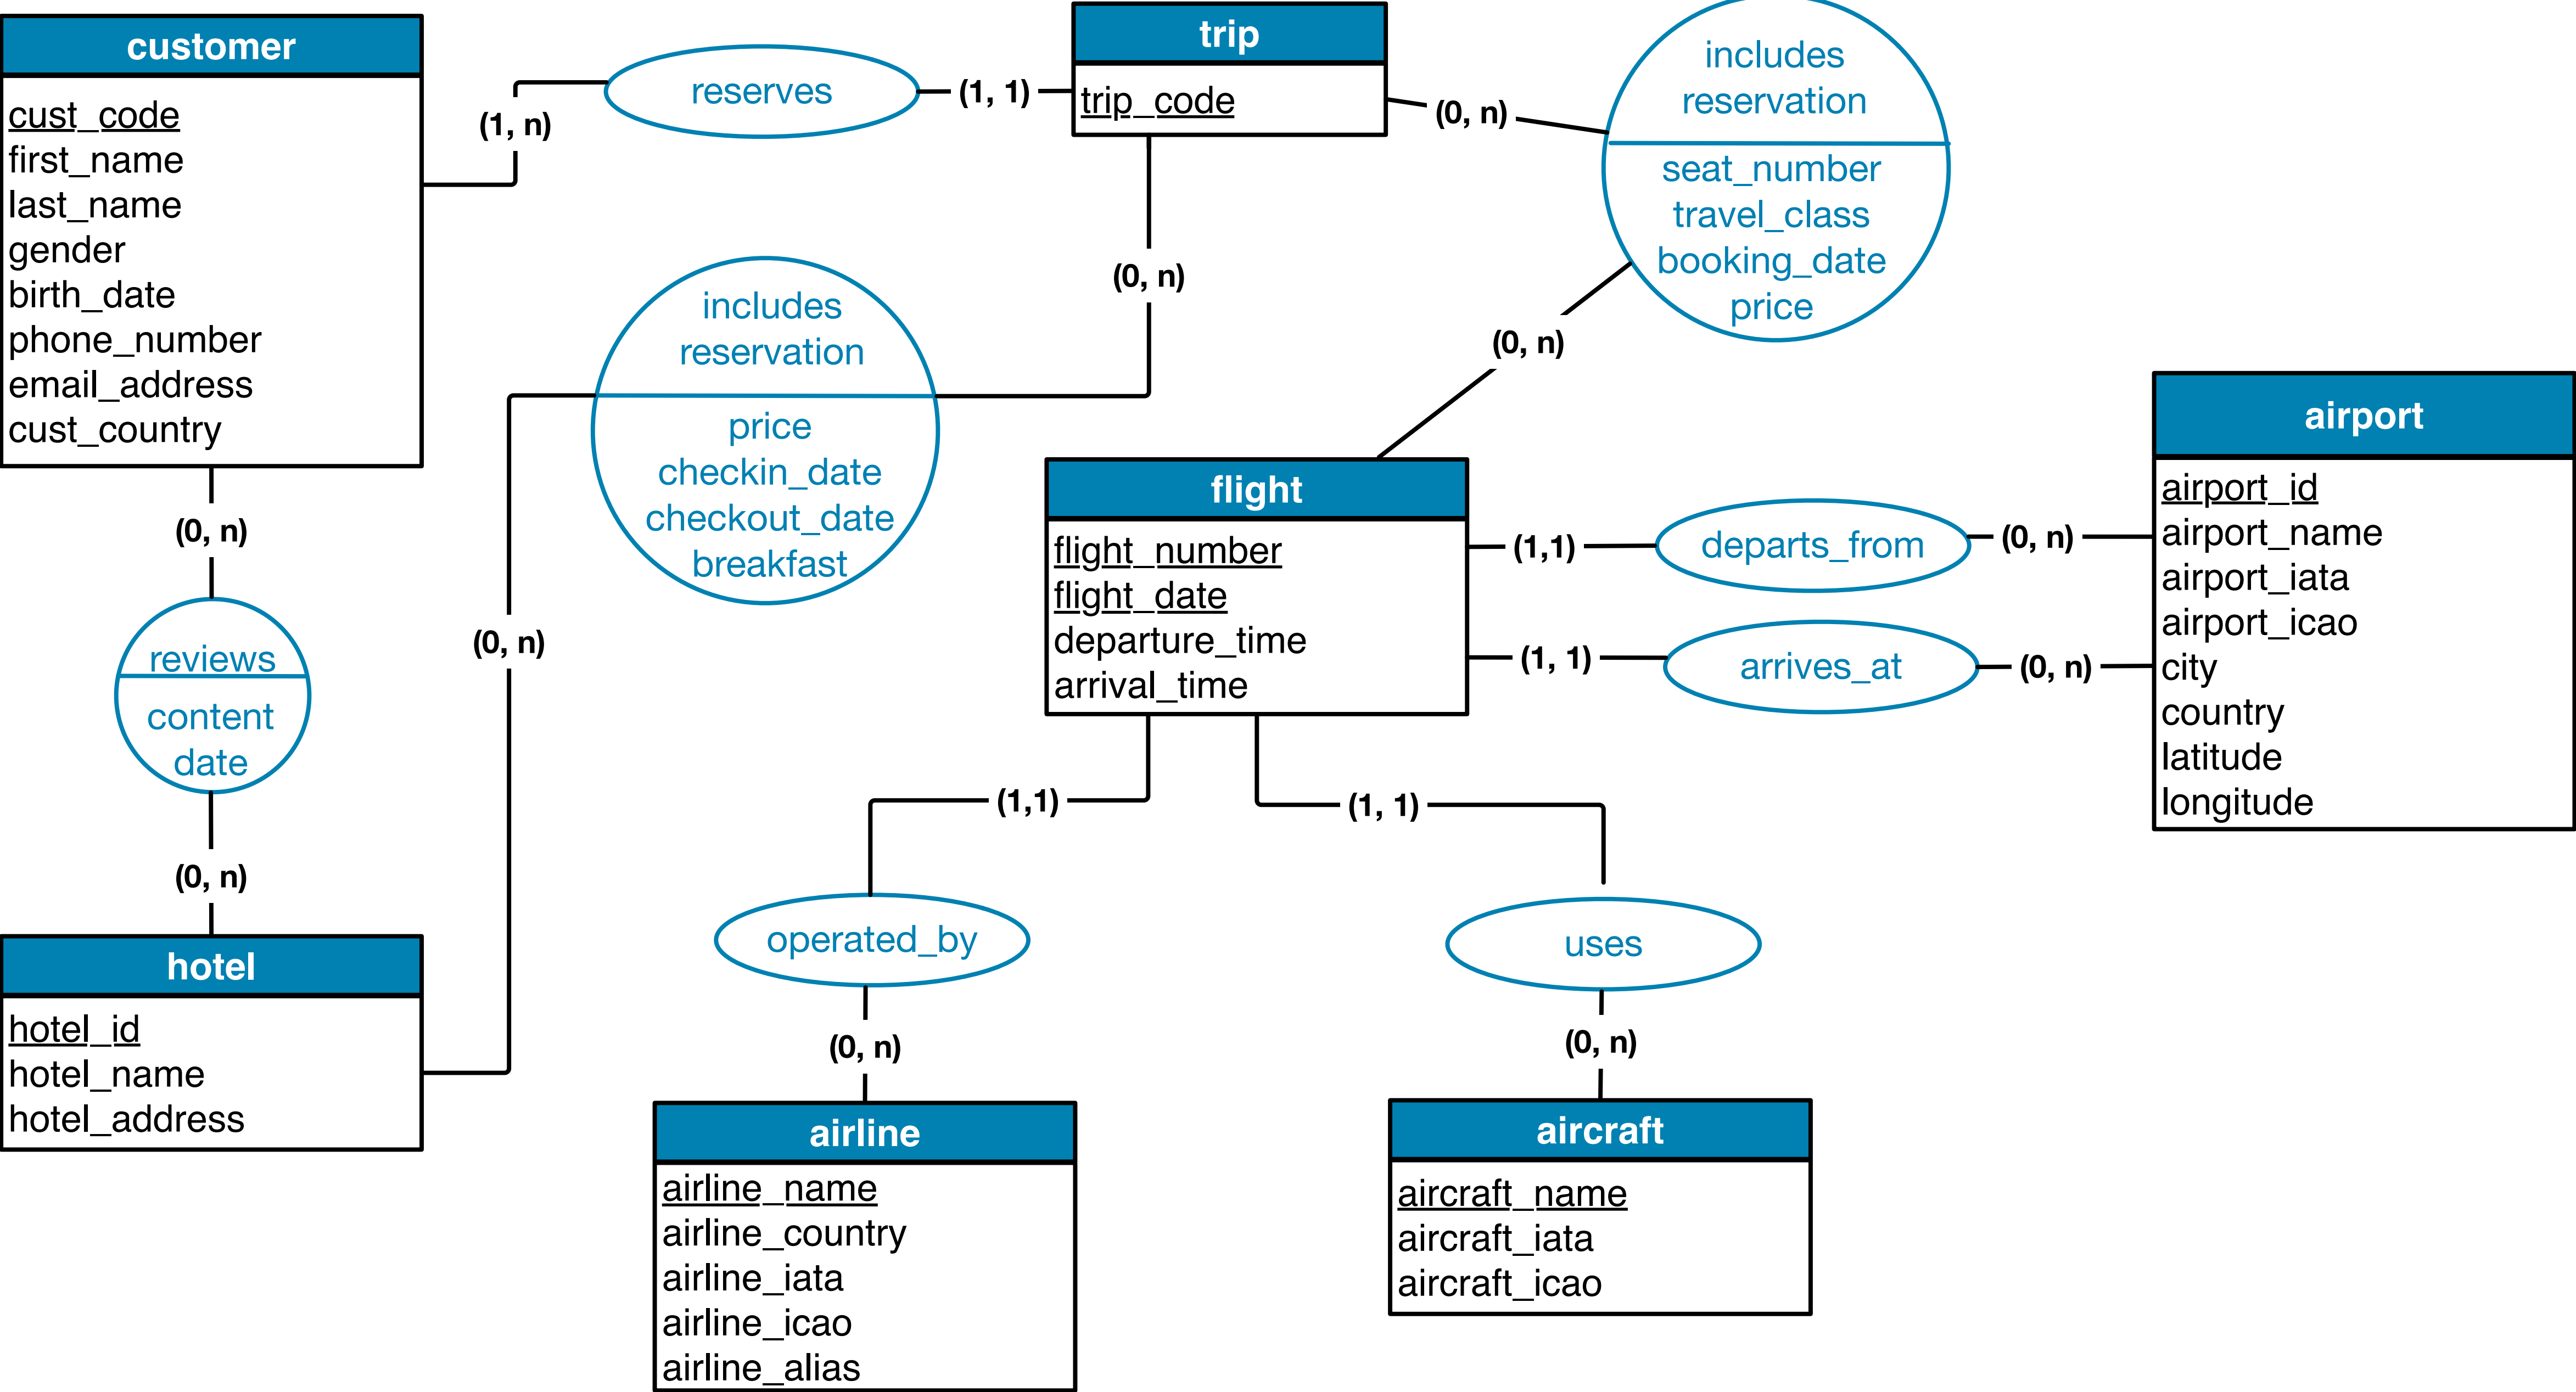 customer
cust_code
first_name
last_name
gender
birth_date
phone_number
email_address
cust_country
(1, n)
reserves
(1, 1)
trip
trip_code
(0, n)
includes
reservation
seat_number
travel_class
booking_date
price
(0, n)
(0, n)
includes
reservation
price
checkin_date
checkout_date
breakfast
(0, n)
(0, n)
reviews
content
date
(0, n)
hotel
hotel_id
hotel_name
hotel_address
flight
flight_number
flight_date
departure_time
arrival_time
(1,1)
departs_from
(0, n)
(1, 1)
arrives_at
(0, n)
airport
airport_id
airport_name
airport_iata
airport_icao
city
country
latitude
longitude
(1,1)
operated_by
(0, n)
airline
airline_name
airline_country
airline_iata
airline_icao
airline_alias
(1, 1)
uses
(0, n)
aircraft
aircraft_name
aircraft_iata
aircraft_icao